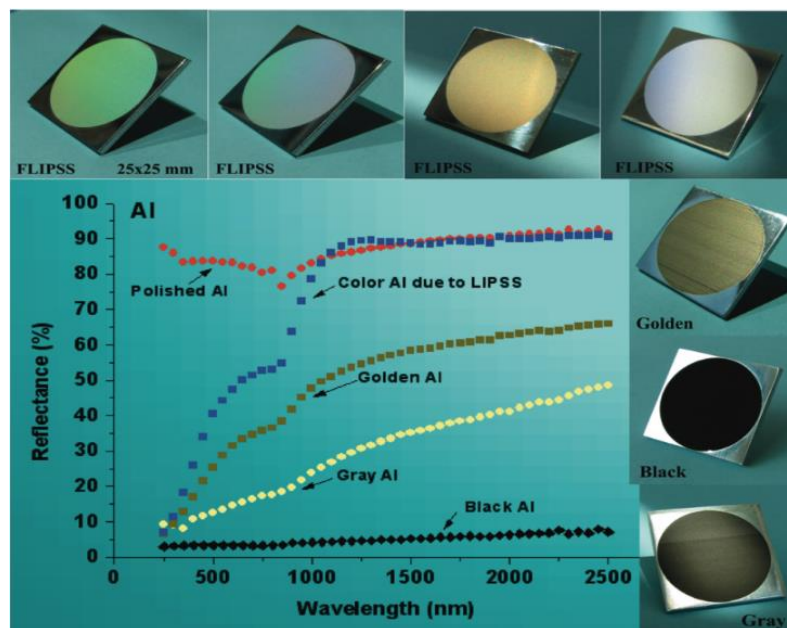 FLIPSS 25x25 mm
FLIPSS
FLIPSS
FLIPSS
Al
100
90
80
70
60
50
40
30
20
10
0
Reflectance (%)
Polished Al
Color Al due to LIPSS
Golden Al
Gray Al
Black Al
0 500 1000 1500 2000 2500
Wavelength (nm)
Golden
Black
Gray